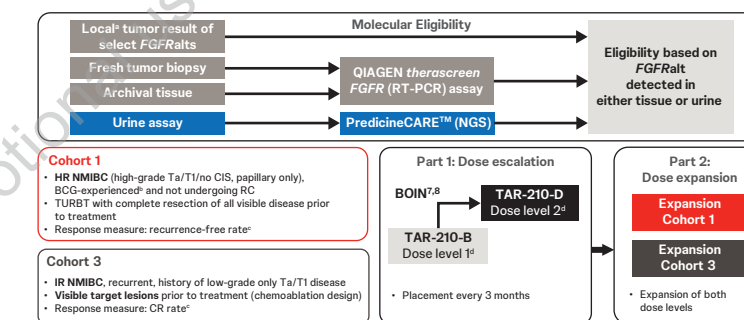 Molecular Eligibility
Localᵃ tumor result of
select FGFRalts
Fresh tumor biopsy
Archival tissue
Urine assay
QIAGEN therascreen
FGFR (RT-PCR) assay
PredicineCARE™ (NGS)
Eligibility based on
FGFRalt
detected in
either tissue or urine
Cohort 1
• HR NMIBC (high-grade Ta/T1/no CIS, papillary only),
BCG-experiencedᵇ and not undergoing RC
• TURBT with complete resection of all visible disease prior
to treatment
• Response measure: recurrence-free rateᶜ
Cohort 3
• IR NMIBC, recurrent, history of low-grade only Ta/T1 disease
• Visible target lesions prior to treatment (chemoablation design)
• Response measure: CR rateᶜ
Part 1: Dose escalation
BOIN⁷,⁸
TAR-210-D
Dose level 2ᵈ
TAR-210-B
Dose level 1ᵈ
• Placement every 3 months
Part 2:
Dose expansion
Expansion
Cohort 1
Expansion
Cohort 3
• Expansion of both
dose levels